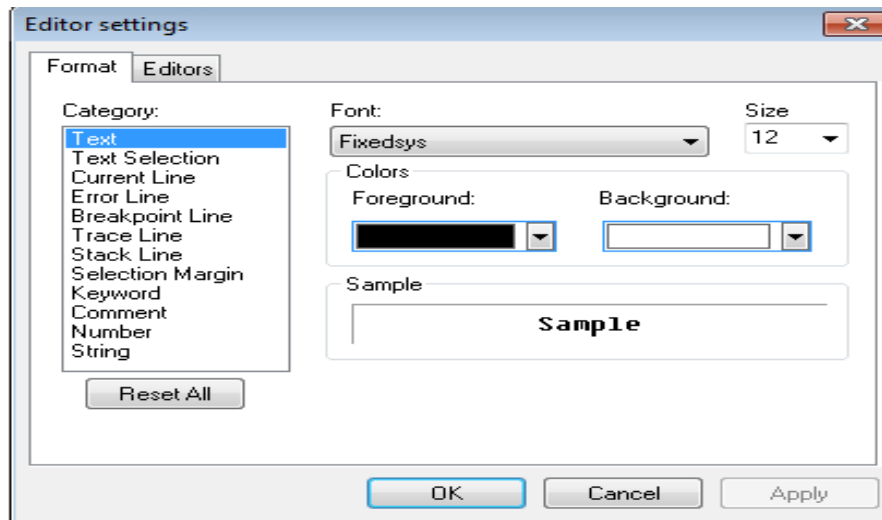 Editor settings
Format Editors
Category:
Text
Text Selection
Current Line
Error Line
Breakpoint Line
Trace Line
Stack Line
Selection Margin
Keyword
Comment
Number
String
Reset All
Font:
Fixedsys
Size
12
Colors
Foreground:
Background:
Sample
Sample
OK Cancel Apply